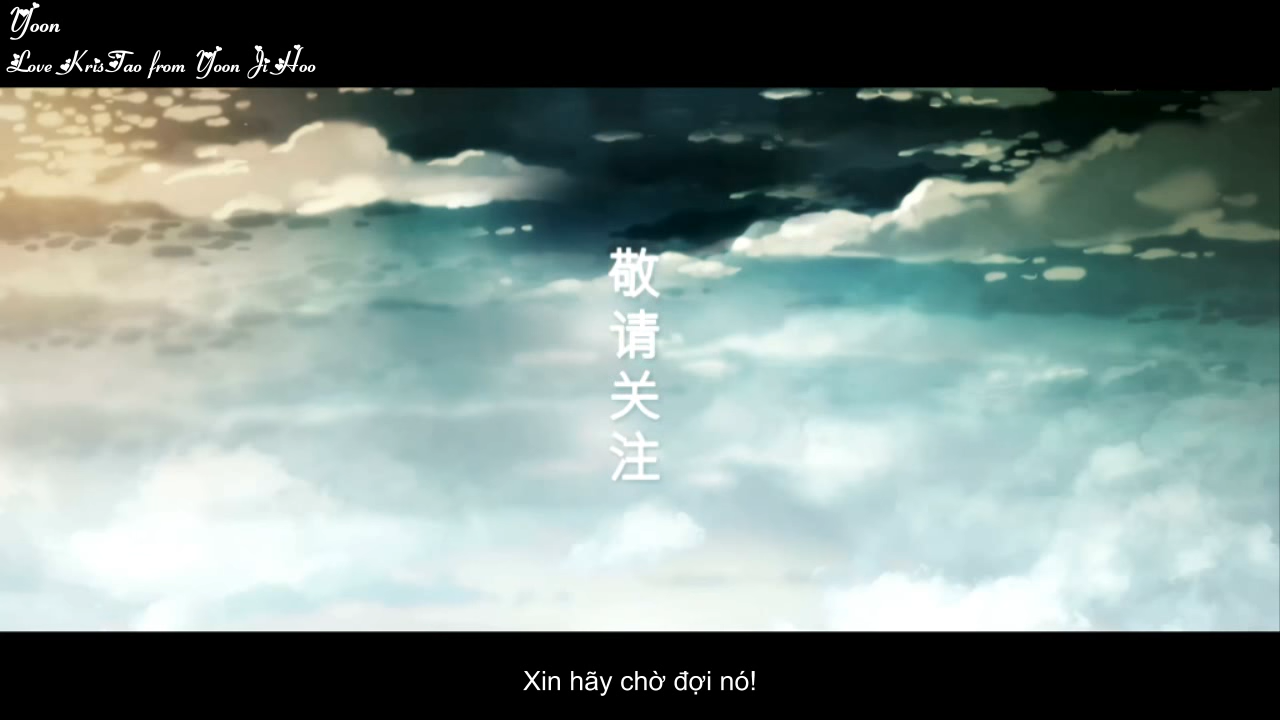 Yoon
Love KrisTao from Yoon Ji Hoo
敬请关注
Xin hãy chờ đợi nó!